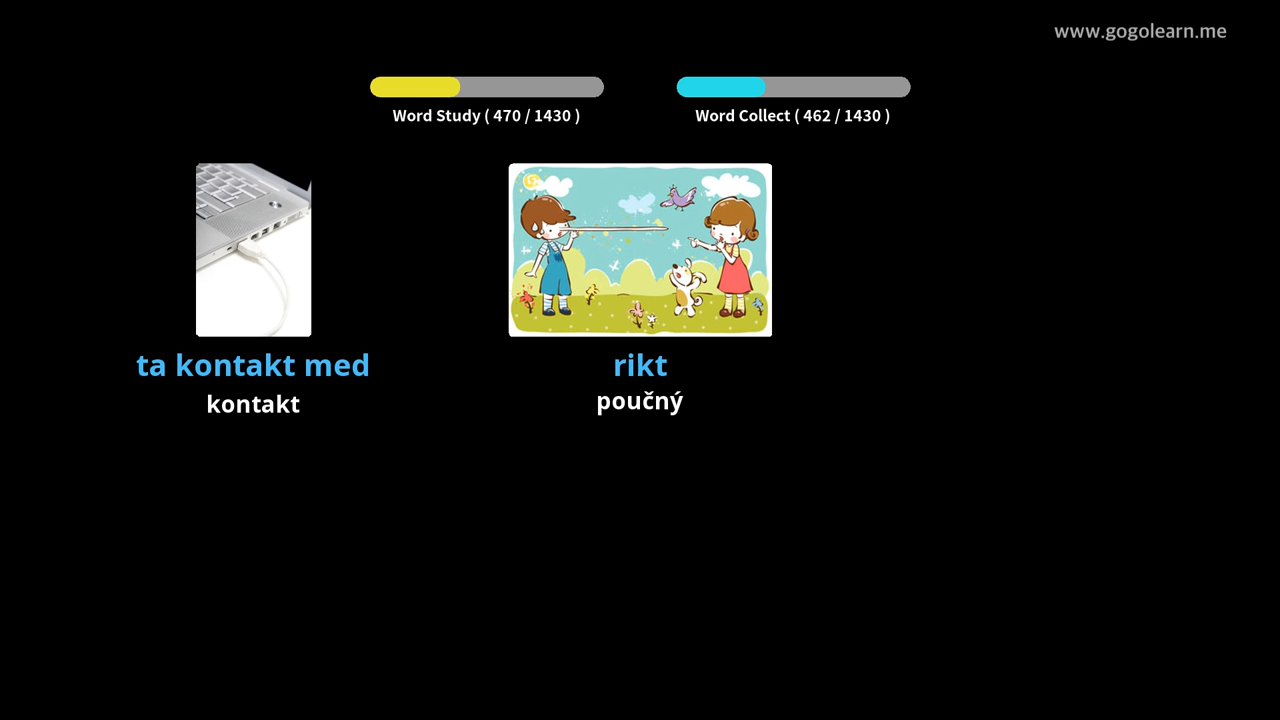 www.gogolearn.me
Word Study ( 470 / 1430 )
Word Collect ( 462 / 1430 )
ta kontakt med
kontakt
rikt
poučný